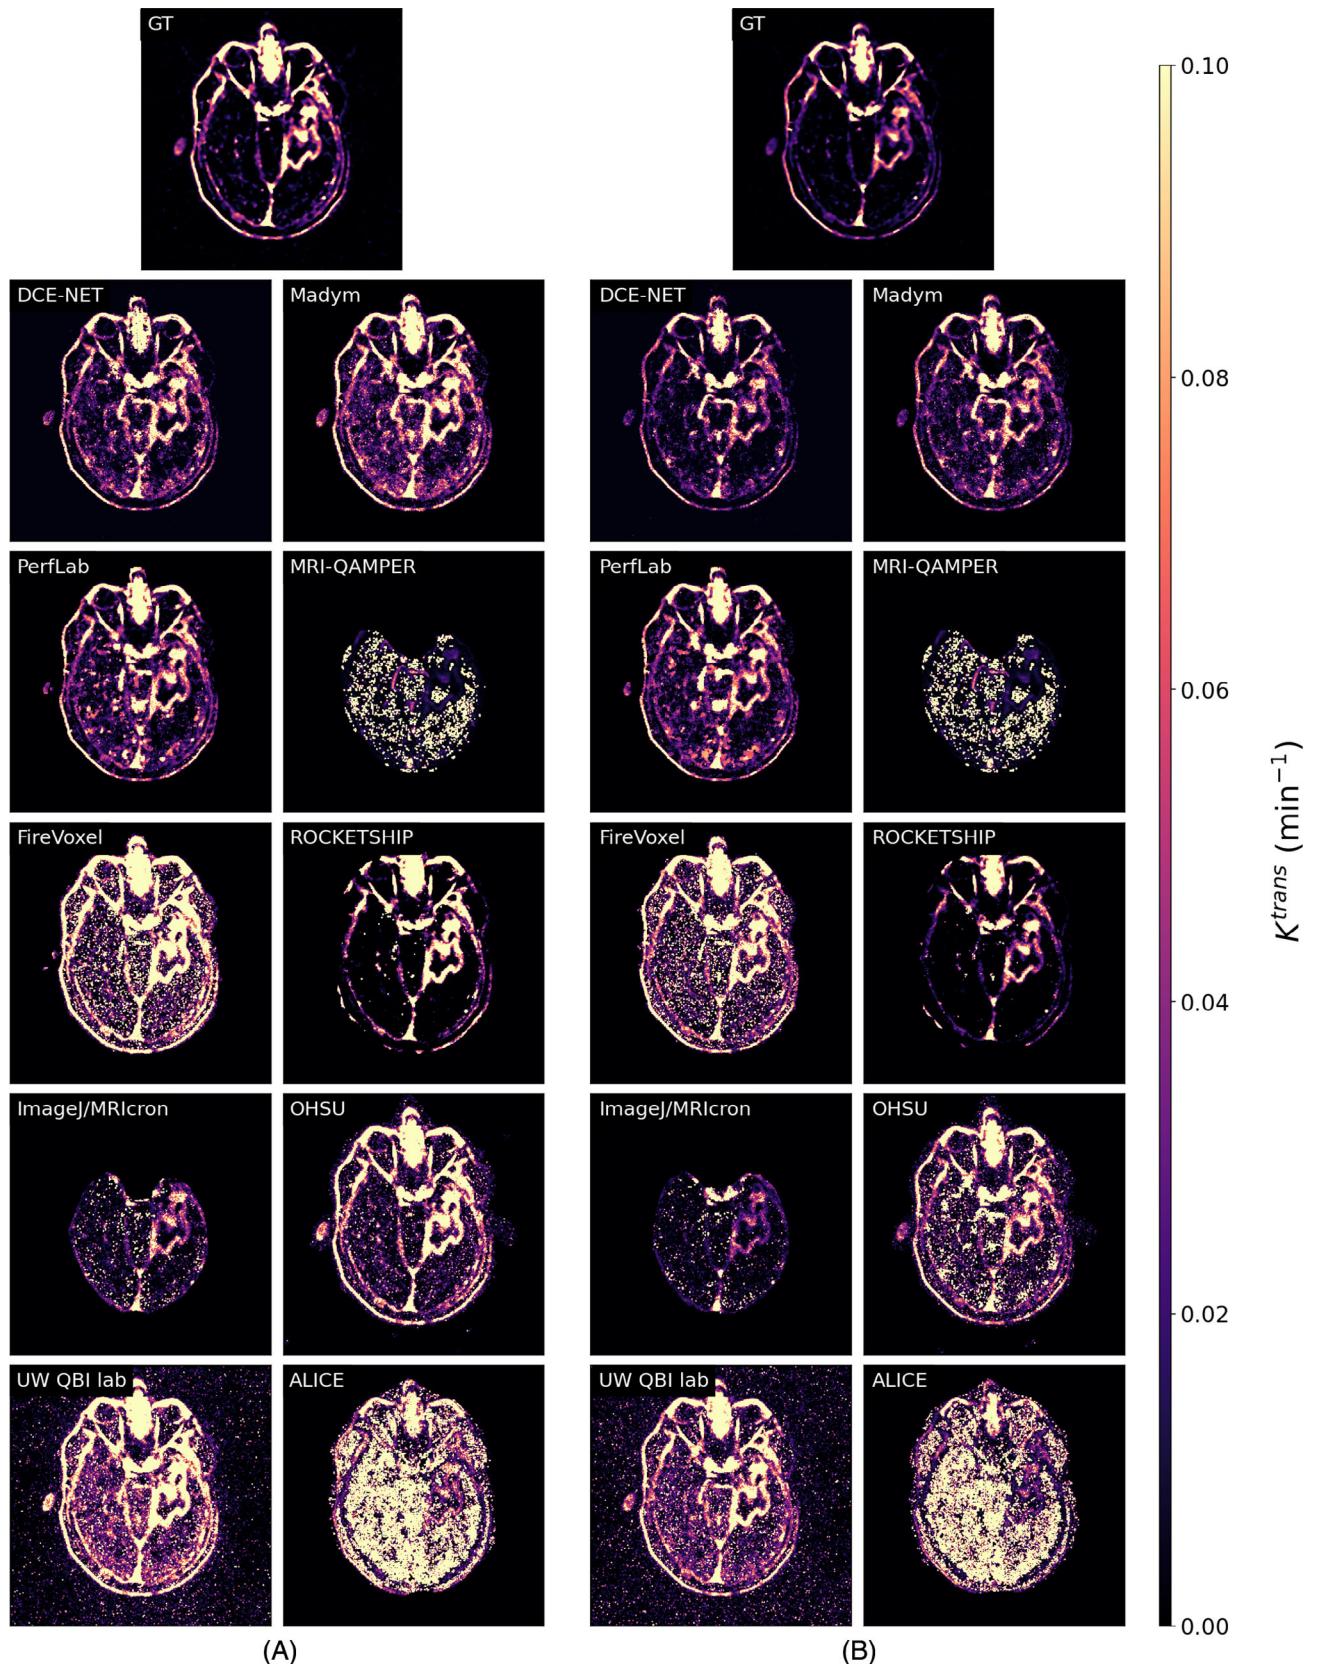 GT GT
DCE-NET Madym DCE-NET Madym
PerfLab MRI-QAMPER PerfLab MRI-QAMPER
FireVoxel ROCKETSHIP FireVoxel ROCKETSHIP
ImageJ/MRIcron OHSU ImageJ/MRIcron OHSU
UW QBI lab ALICE UW QBI lab ALICE
(A) (B)
0.10
0.08
0.06
0.04
0.02
0.00
K^trans (min⁻¹)